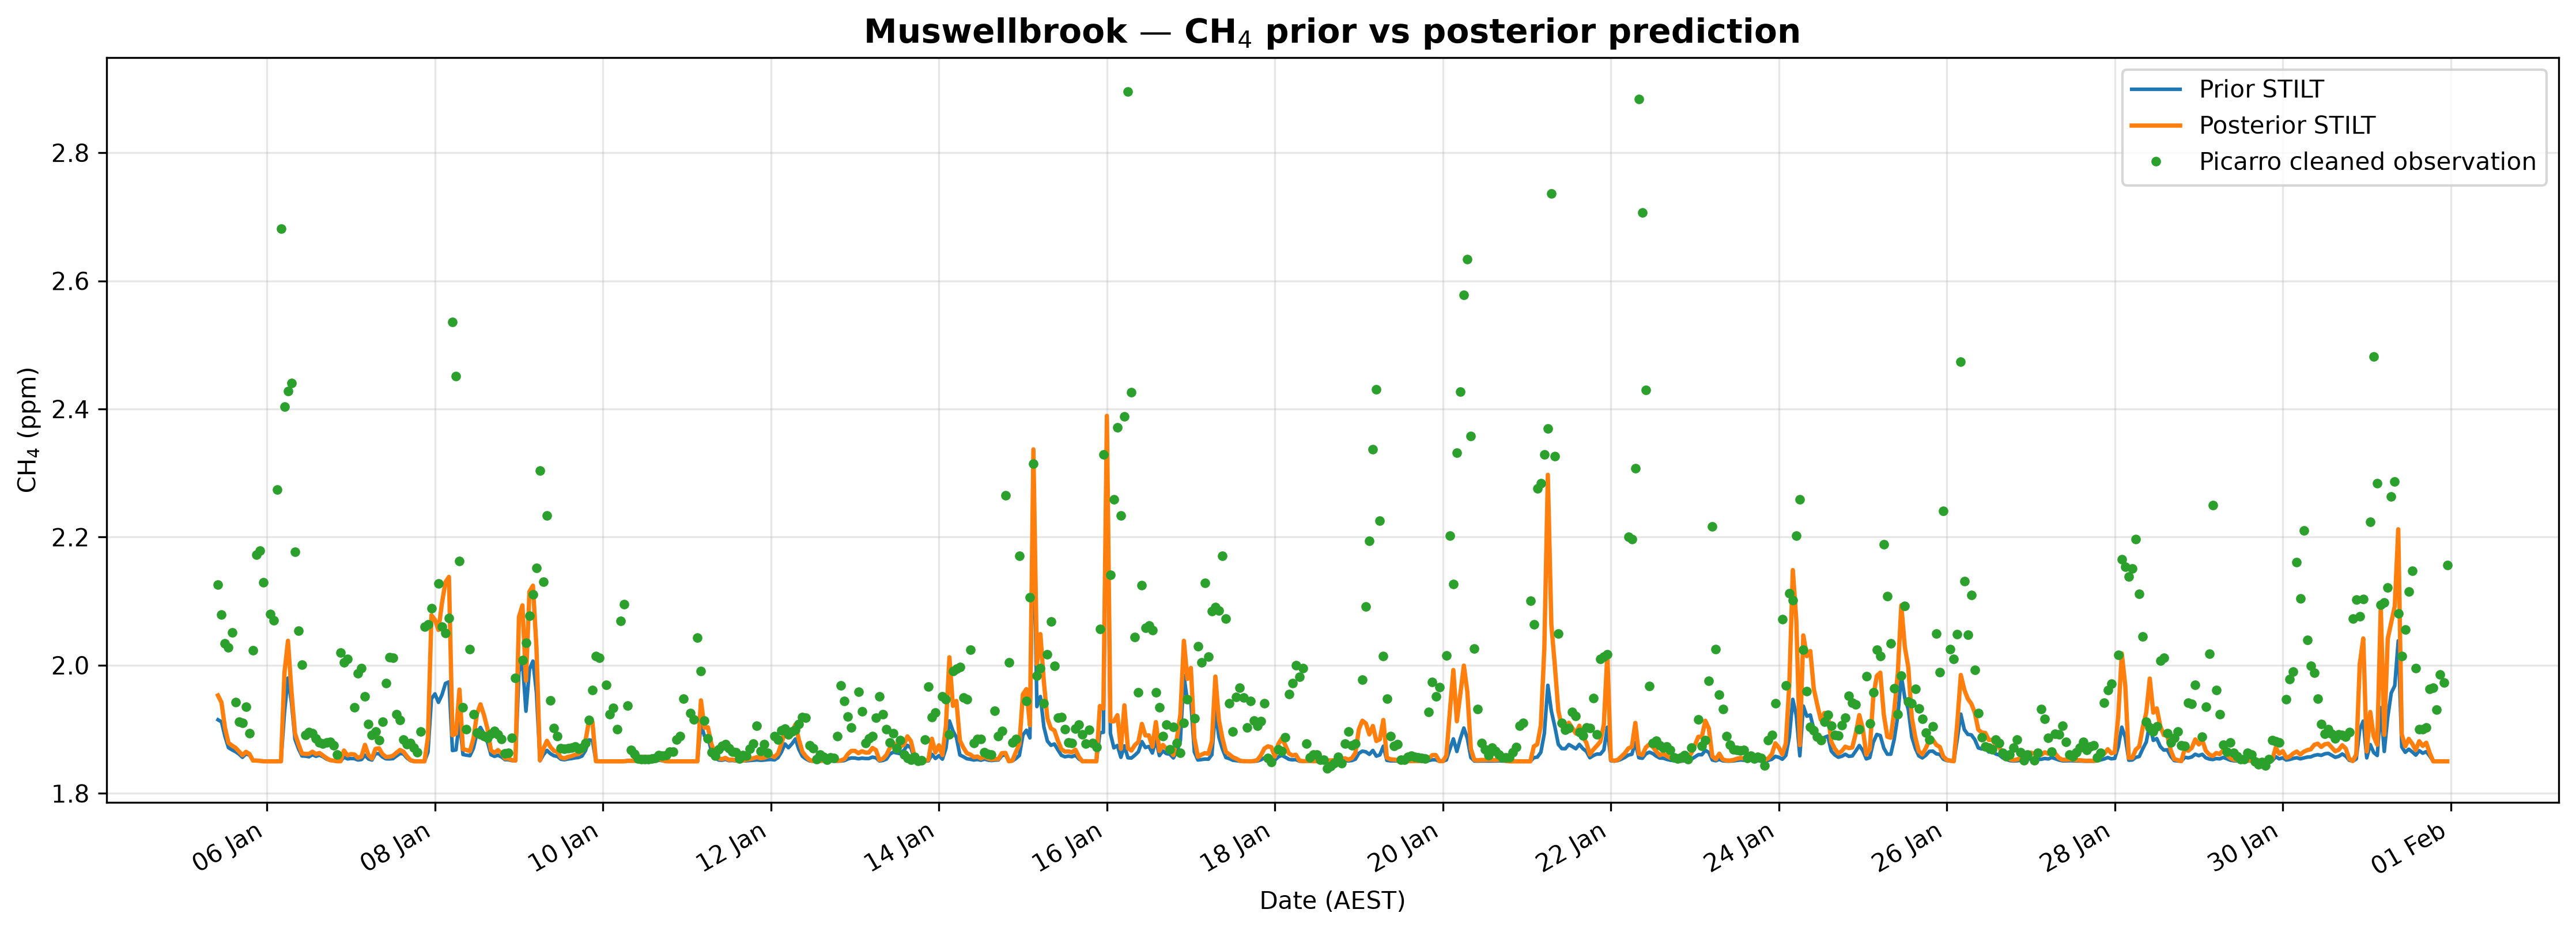 Muswellbrook — CH₄ prior vs posterior prediction
Prior STILT
Posterior STILT
Picarro cleaned observation
CH₄ (ppm)
2.8
2.6
2.4
2.2
2.0
1.8
06 Jan
08 Jan
10 Jan
12 Jan
14 Jan
16 Jan
18 Jan
20 Jan
22 Jan
24 Jan
26 Jan
28 Jan
30 Jan
01 Feb
Date (AEST)